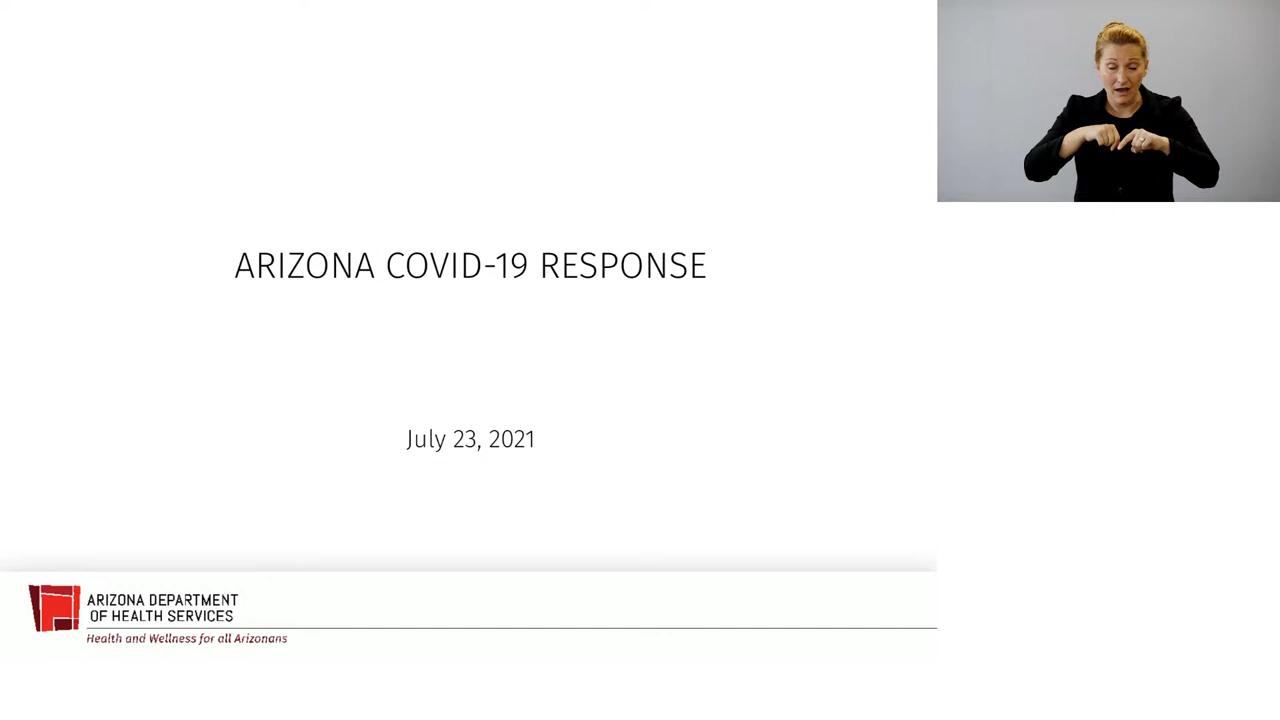 ARIZONA COVID-19 RESPONSE
July 23, 2021
ARIZONA DEPARTMENT
OF HEALTH SERVICES
Health and Wellness for all Arizonans